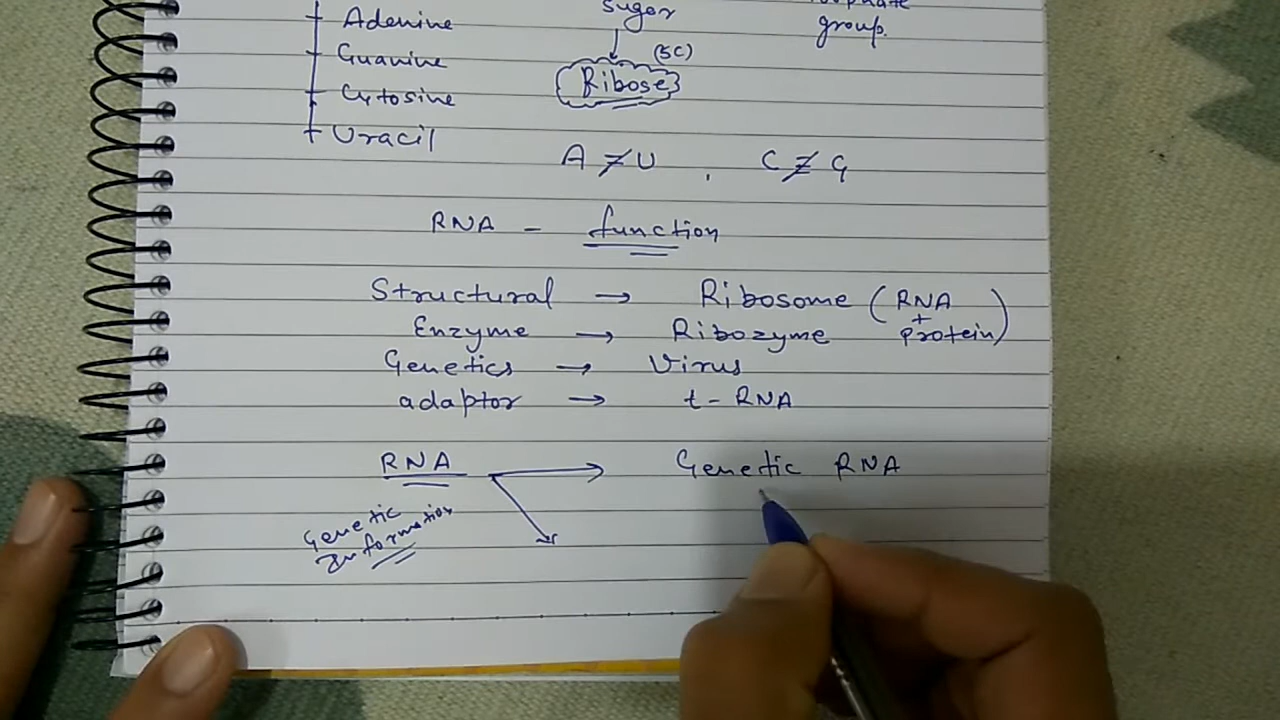 Adenine
sugar
group.
Guanine
(5C)
Ribose
Cytosine
Uracil
A ≠ U , C ≠ G
RNA - function
Structural → Ribosome (RNA + protein)
Enzyme → Ribozyme
Genetics → Virus
adaptor → t-RNA
RNA → Genetic RNA
Genetic
Information